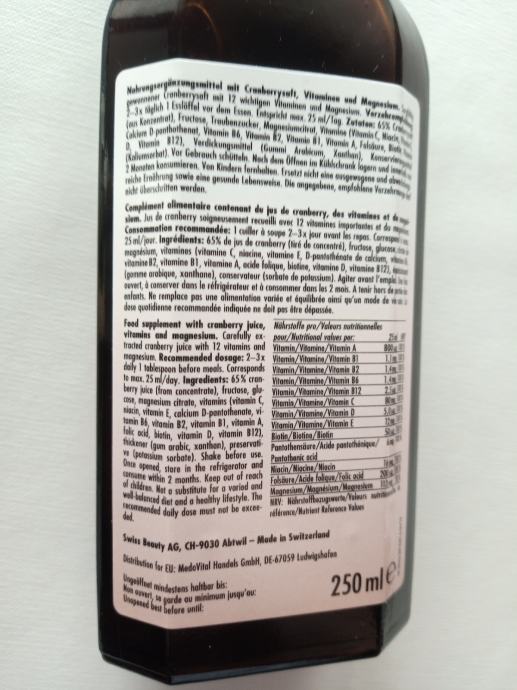 Nahrungsergänzungsmittel mit Cranberrysaft, Vitaminen und Magnesium.
gewonnener Cranberrysaft mit 12 wichtigen Vitaminen und Magnesium.
2–3x täglich 1 Esslöffel vor dem Essen. Entspricht max. 25 ml/Tag. Zutaten: 65%
(aus Konzentrat), Fructose, Traubenzucker, Magnesiumcitrat, Vitamine (Vitamin C, Niacin,
Calcium D-pantothenat, Vitamin B6, Vitamin B2, Vitamin B1, Vitamin A, Folsäure, Biotin,
D, Vitamin B12), Verdickungsmittel (Gummi Arabicum, Xanthan),
(Kaliumsorbat). Vor Gebrauch schütteln. Nach dem Öffnen im Kühlschrank lagern und
2 Monaten konsumieren. Von Kindern fernhalten. Ersetzt nicht eine ausgewogene und
reiche Ernährung sowie eine gesunde Lebensweise. Die angegebene, empfohlene
nicht überschritten werden.
Complément alimentaire contenant du jus de cranberry, des vitamines et du
sium. Jus de cranberry soigneusement recueilli avec 12 vitamines importantes et du
Consommation recommandée: 1 cuiller à soupe 2–3x jour avant les repas.
25 ml/jour. Ingrédients: 65% de jus de cranberry (tiré de concentré), fructose, glucose,
magnésium, vitamines (vitamine C, niacine, vitamine E, D-pantothénate de calcium,
vitamine B2, vitamine B1, vitamine A, acide folique, biotine, vitamine D, vitamine B12),
(gomme arabique, xanthane), conservateur (sorbate de potassium). Agiter avant l'emploi.
ouvert, à conserver dans le réfrigérateur et à consommer dans les 2 mois. A tenir hors de
enfants. Ne remplace pas une alimentation variée et équilibrée ainsi qu'un mode de vie
dose quotidienne recommandée indiquée ne doit pas être dépassée.
Food supplement with cranberry juice,
vitamins and magnesium. Carefully ex-
tracted cranberry juice with 12 vitamins and
magnesium. Recommended dosage: 2–3x
daily 1 tablespoon before meals. Corresponds
to max. 25 ml/day. Ingredients: 65% cran-
berry juice (from concentrate), fructose, glu-
cose, magnesium citrate, vitamins (vitamin C,
niacin, vitamin E, calcium D-pantothenate, vi-
tamin B6, vitamin B2, vitamin B1, vitamin A,
folic acid, biotin, vitamin D, vitamin B12),
thickener (gum arabic, xanthan), preservati-
ve (potassium sorbate). Shake before use.
Once opened, store in the refrigerator and
consume within 2 months. Keep out of reach
of children. Not a substitute for a varied and
well-balanced diet and a healthy lifestyle. The
recommended daily dose must not be excee-
ded.
Nährstoffe pro/Valeurs nutritionnelles
pour/Nutritional values per:
Vitamin/Vitamine/Vitamin A
Vitamin/Vitamine/Vitamin B1
Vitamin/Vitamine/Vitamin B2
Vitamin/Vitamine/Vitamin B6
Vitamin/Vitamine/Vitamin B12
Vitamin/Vitamine/Vitamin C
Vitamin/Vitamine/Vitamin D
Vitamin/Vitamine/Vitamin E
Biotin/Biotine/Biotin
Pantothensäure/Acide pantothénique/
Pantothenic acid
Niacin/Niacine/Niacin
Folsäure/Acide folique/Folic acid
Magnesium/Magnésium/Magnesium
NRV: Nährstoffbezugswerte/Valeurs
référence/Nutrient Reference Values
Swiss Beauty AG, CH-9030 Abtwil – Made in Switzerland
Distribution for EU: MedoVital Handels GmbH, DE-67059 Ludwigshafen
Ungeöffnet mindestens haltbar bis:
Non ouvert, se garde au minimum jusqu'au:
Unopened best before until:
250 ml e